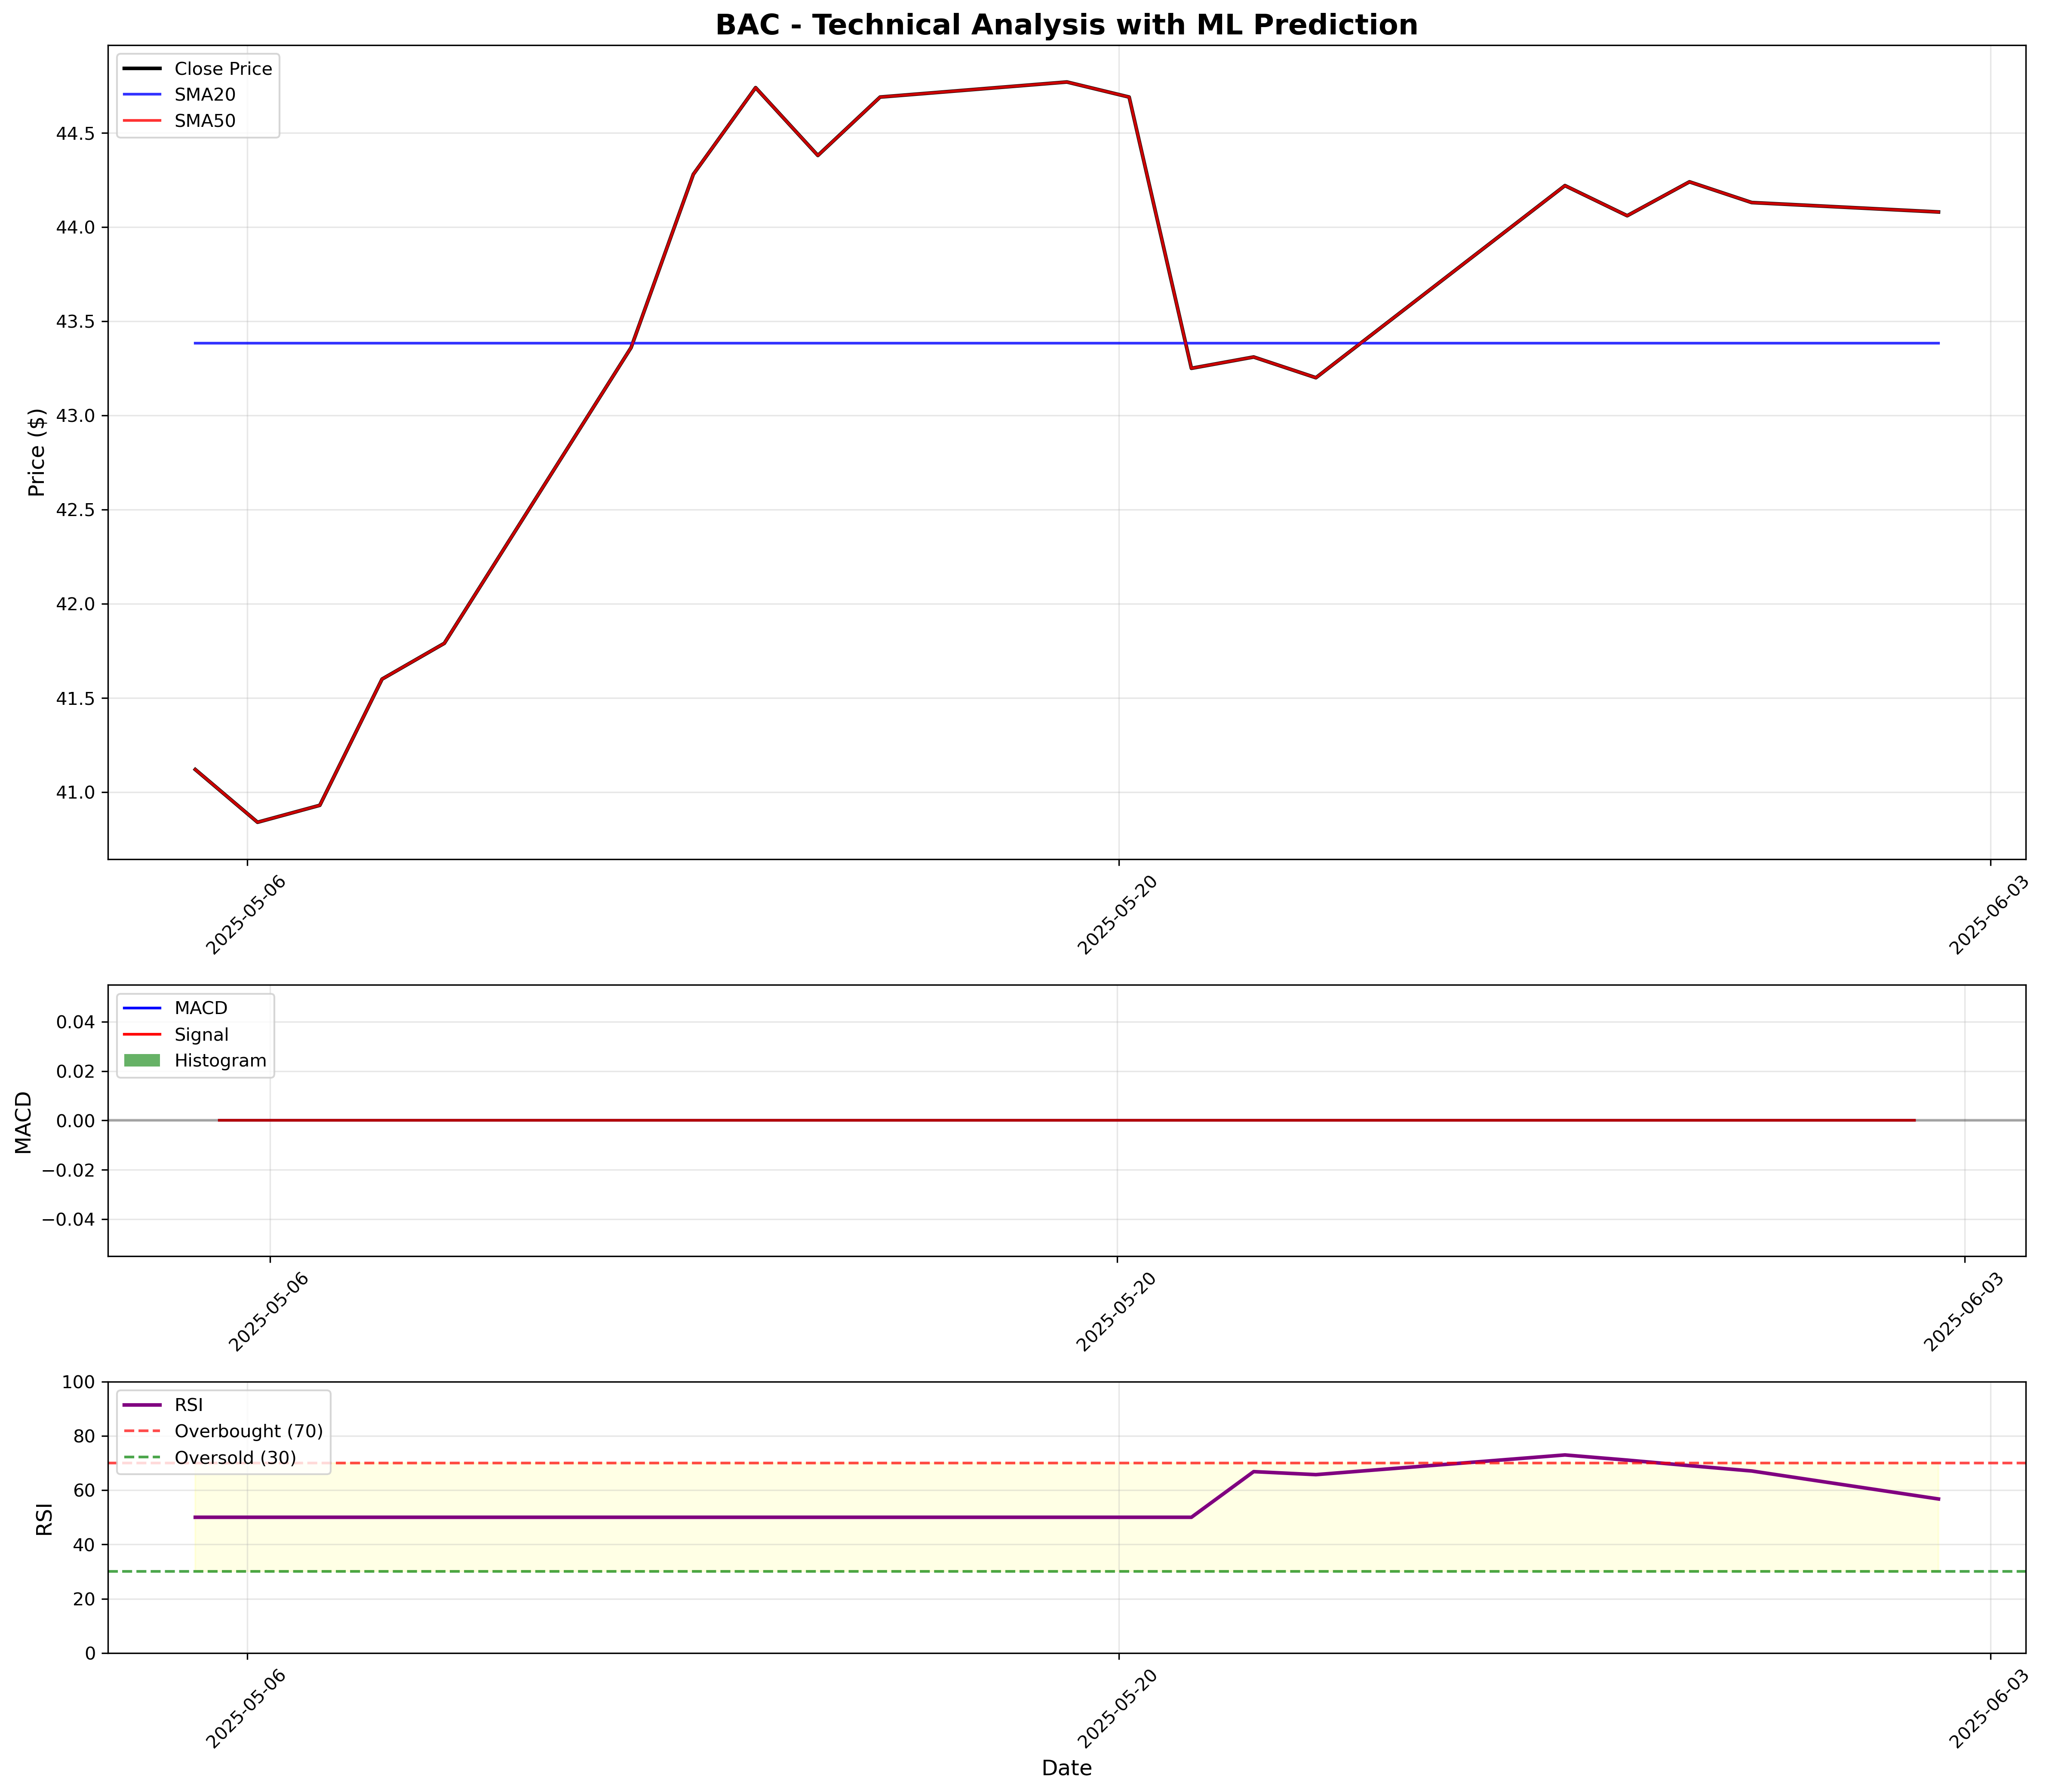 BAC - Technical Analysis with ML Prediction
Close Price
SMA20
SMA50
44.5
44.0
43.5
43.0
42.5
42.0
41.5
41.0
Price ($)
2025-05-06
2025-05-20
2025-06-03
MACD
Signal
Histogram
0.04
0.02
0.00
−0.02
−0.04
MACD
2025-05-06
2025-05-20
2025-06-03
RSI
Overbought (70)
Oversold (30)
100
80
60
40
20
0
RSI
2025-05-06
2025-05-20
2025-06-03
Date